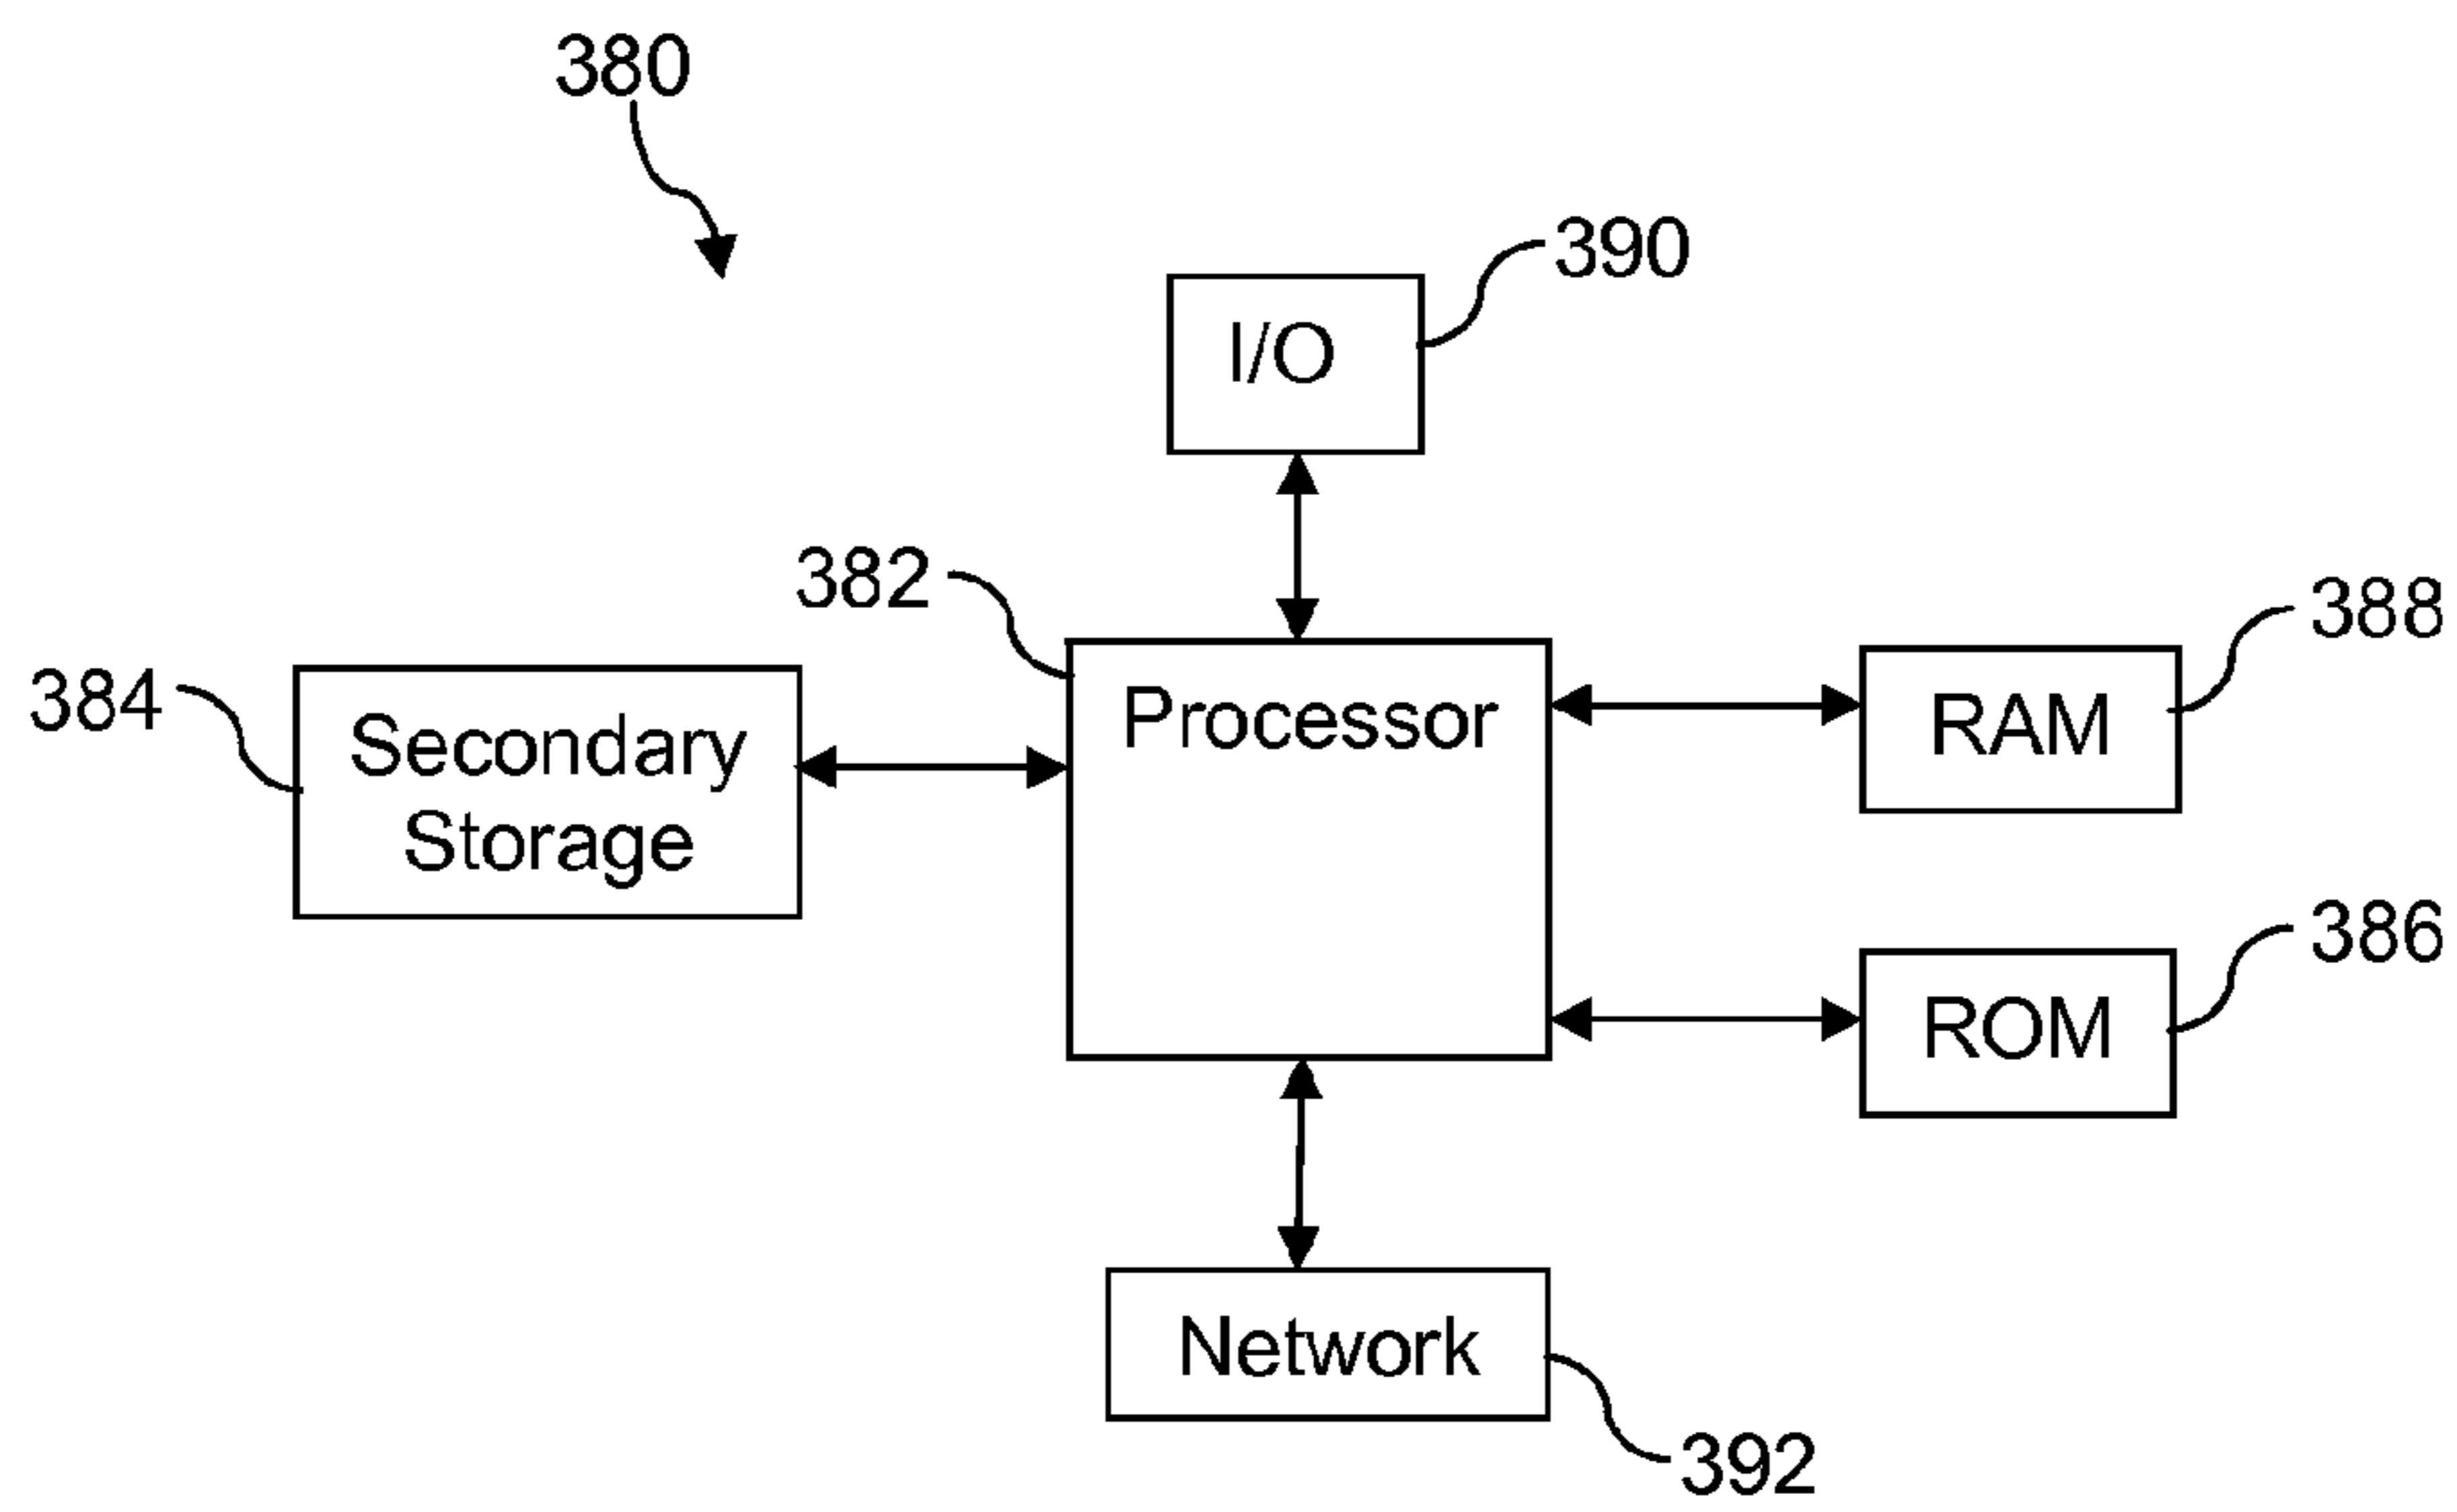 380
390
I/O
382
388
384
Processor
RAM
Secondary
Storage
386
ROM
Network
392